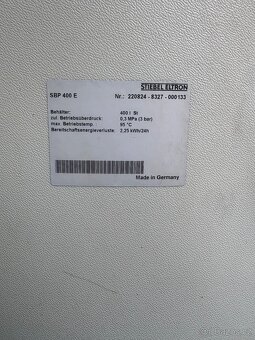 STIEBEL ELTRON
SBP 400 E Nr.: 220824 - 8327 - 000133
Behälter: 400 l St
zul. Betriebsüberdruck: 0,3 MPa (3 bar)
max. Betriebstemp.: 95 °C
Bereitschaftsenergieverluste: 2,25 kWh/24h
Made in Germany